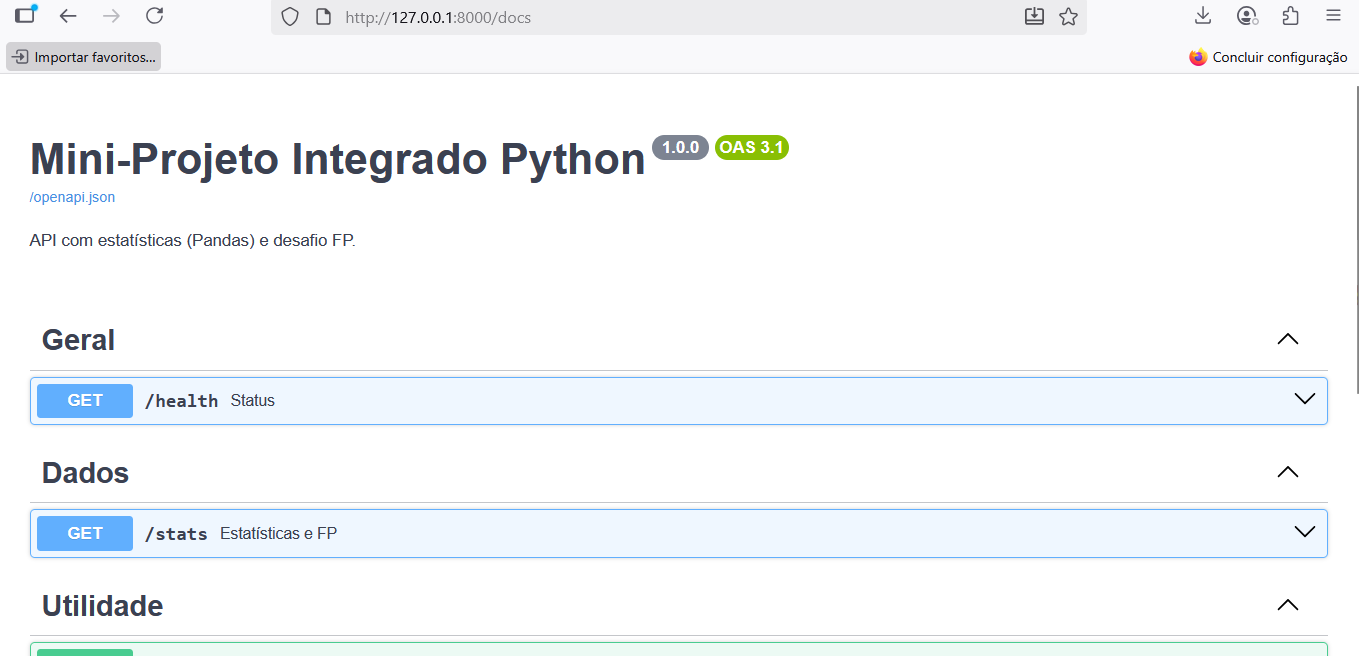 http://127.0.0.1:8000/docs
Importar favoritos...
Concluir configuração
Mini-Projeto Integrado Python 1.0.0 OAS 3.1
/openapi.json
API com estatísticas (Pandas) e desafio FP.
Geral
GET /health Status
Dados
GET /stats Estatísticas e FP
Utilidade